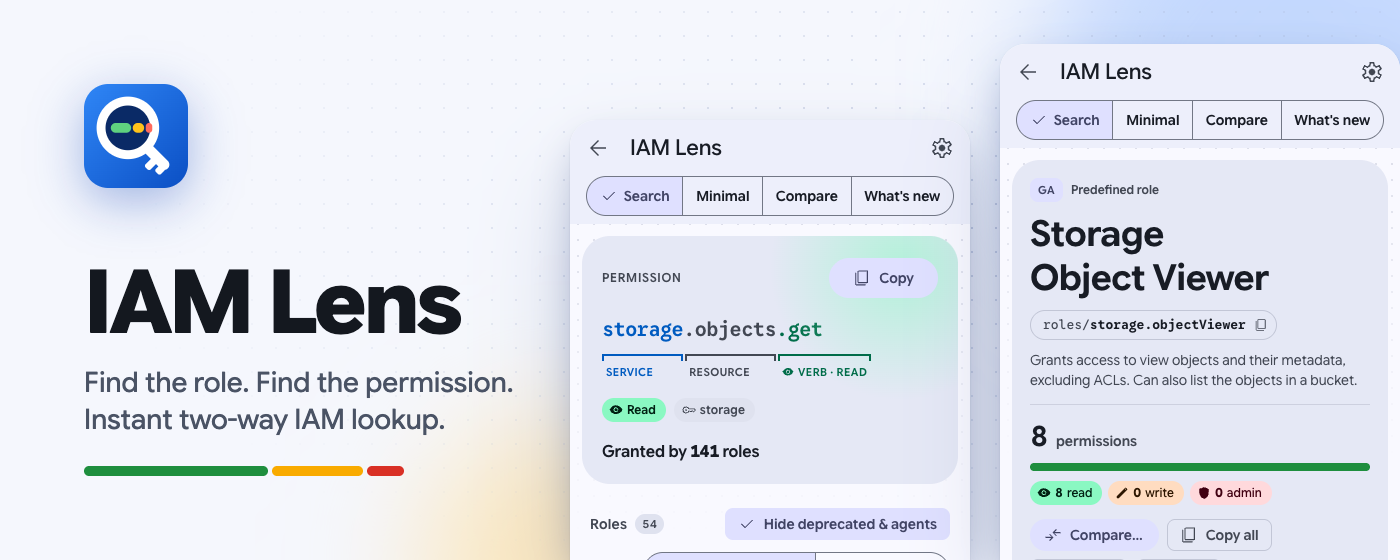 IAM Lens
Find the role. Find the permission.
Instant two-way IAM lookup.
IAM Lens
Search
Minimal
Compare
What's new
PERMISSION
Copy
storage.objects.get
SERVICE
RESOURCE
VERB · READ
Read
storage
Granted by 141 roles
Roles 54
Hide deprecated & agents
IAM Lens
Search
Minimal
Compare
What's new
GA
Predefined role
Storage
Object Viewer
roles/storage.objectViewer
Grants access to view objects and their metadata,
excluding ACLs. Can also list the objects in a bucket.
8 permissions
8 read
0 write
0 admin
Compare...
Copy all